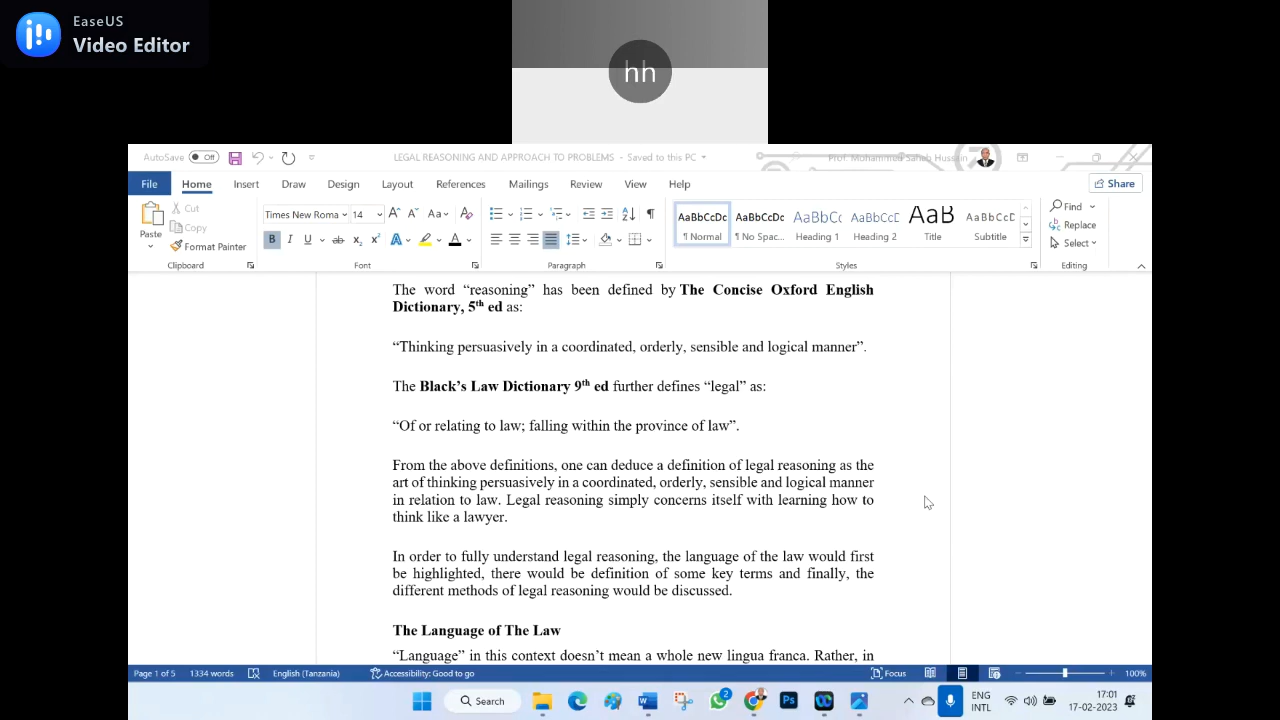 EaseUS
Video Editor
hh
AutoSave Off
LEGAL REASONING AND APPROACH TO PROBLEMS - Saved to this PC
Prof. Mohammed Saheb Hussain
File Home Insert Draw Design Layout References Mailings Review View Help Share
Paste
Cut
Copy
Format Painter
Clipboard
Times New Roma 14
Font
Paragraph
AaBbCcDc AaBbCcDc AaBbC( AaBbCcE AaB AaBbCcD
¶ Normal ¶ No Spac... Heading 1 Heading 2 Title Subtitle
Styles
Find
Replace
Select
Editing
The word “reasoning” has been defined by The Concise Oxford English
Dictionary, 5th ed as:
“Thinking persuasively in a coordinated, orderly, sensible and logical manner”.
The Black’s Law Dictionary 9th ed further defines “legal” as:
“Of or relating to law; falling within the province of law”.
From the above definitions, one can deduce a definition of legal reasoning as the
art of thinking persuasively in a coordinated, orderly, sensible and logical manner
in relation to law. Legal reasoning simply concerns itself with learning how to
think like a lawyer.
In order to fully understand legal reasoning, the language of the law would first
be highlighted, there would be definition of some key terms and finally, the
different methods of legal reasoning would be discussed.
The Language of The Law
“Language” in this context doesn’t mean a whole new lingua franca. Rather, in
Page 1 of 5 1334 words English (Tanzania) Accessibility: Good to go Focus 100%
Search
2
ENG
INTL
17:01
17-02-2023